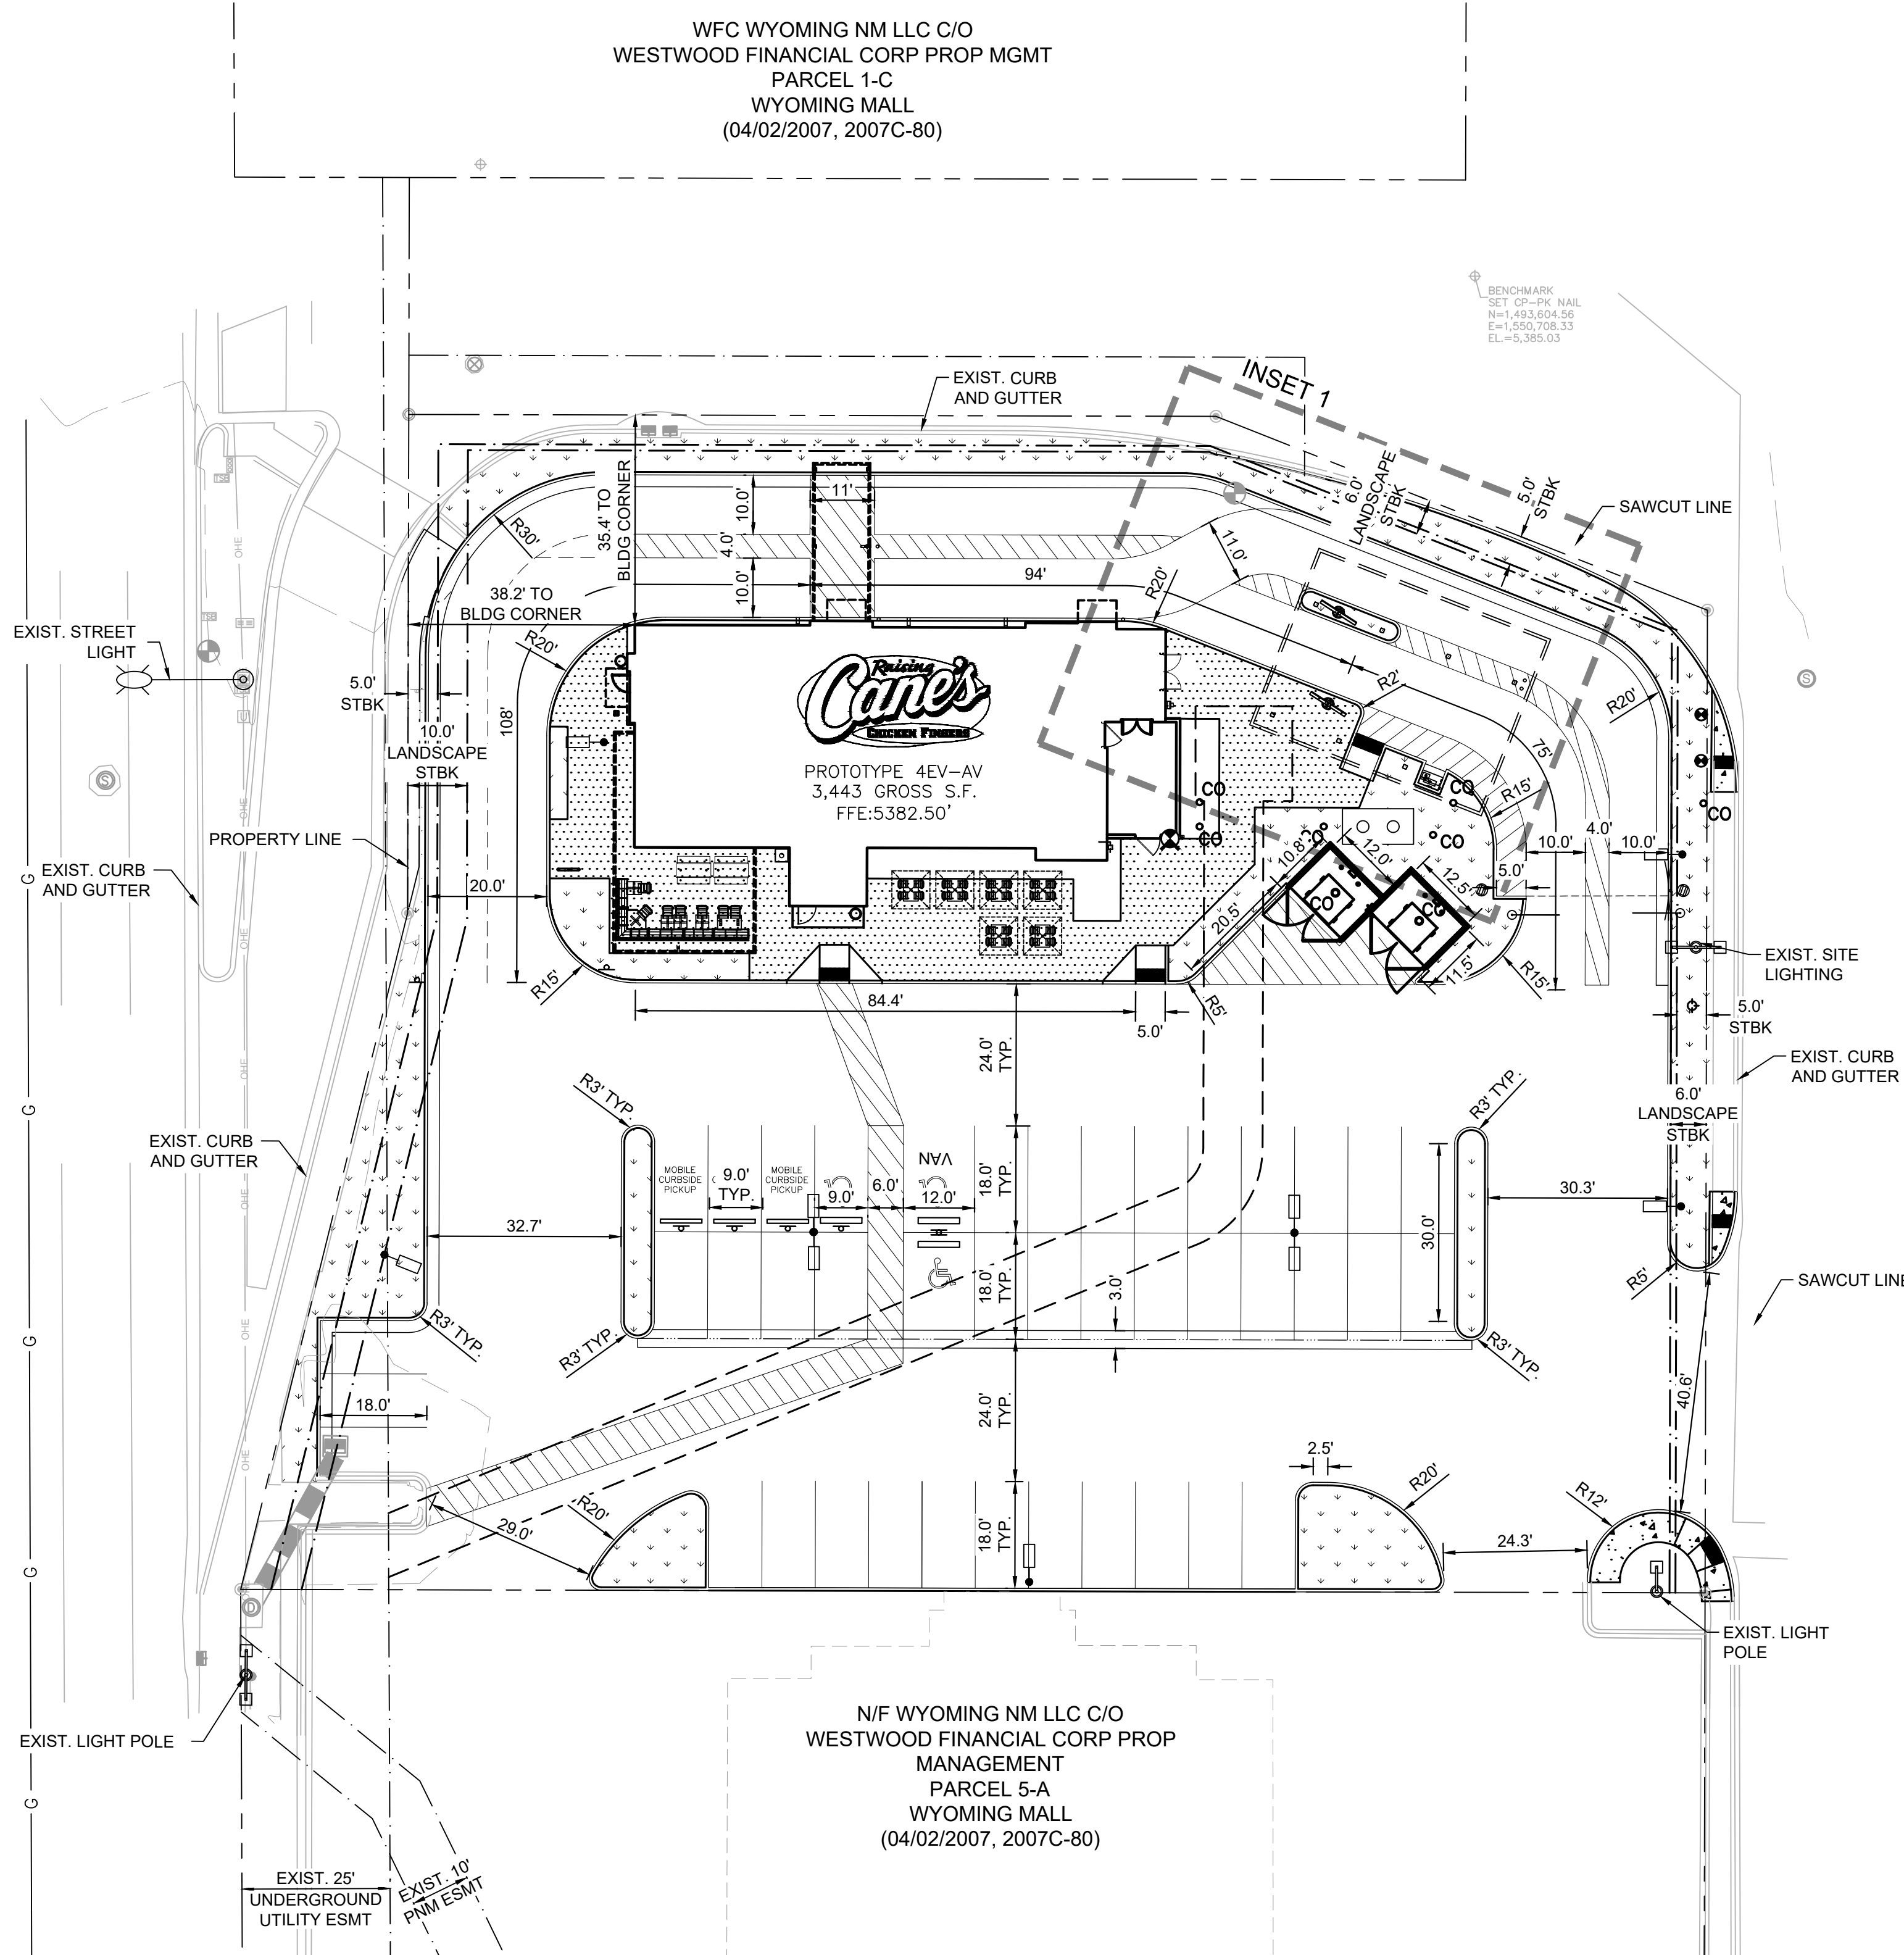 WFC WYOMING NM LLC C/O
WESTWOOD FINANCIAL CORP PROP MGMT
PARCEL 1-C
WYOMING MALL
(04/02/2007, 2007C-80)
BENCHMARK
SET CP-PK NAIL
N=1,493,604.56
E=1,550,708.33
EL.=5,385.03
INSET 1
EXIST. CURB
AND GUTTER
6.0'
LANDSCAPE
STBK
5.0'
STBK
SAWCUT LINE
35.4' TO
BLDG CORNER
10.0'
4.0'
10.0'
11'
R30'
94'
11.0'
R20'
38.2' TO
BLDG CORNER
R20'
EXIST. STREET
LIGHT
TSB
TSB
OHE
U
S
S
5.0'
STBK
10.0'
LANDSCAPE
STBK
108'
Raising
Cane's
CHICKEN FINGERS
PROTOTYPE 4EV-AV
3,443 GROSS S.F.
FFE:5382.50'
R2'
R20'
75'
R15'
CO
CO
CO
CO
CO
CO
CO
CO
PROPERTY LINE
EXIST. CURB
AND GUTTER
G
OHE
20.0'
10.8'
12.0'
12.5'
5.0'
10.0'
4.0'
10.0'
20.5'
11.5'
R15'
R15'
R5'
84.4'
5.0'
EXIST. SITE
LIGHTING
5.0'
STBK
EXIST. CURB
AND GUTTER
OHE
OHE
24.0'
TYP.
R3' TYP.
R3' TYP.
6.0'
LANDSCAPE
STBK
G
EXIST. CURB
AND GUTTER
MOBILE
CURBSIDE
PICKUP
9.0'
TYP.
MOBILE
CURBSIDE
PICKUP
9.0'
6.0'
VAN
12.0'
18.0'
TYP.
30.3'
30.0'
32.7'
OHE
18.0'
TYP.
3.0'
R5'
SAWCUT LINE
G
OHE
R3' TYP.
R3' TYP.
R3' TYP.
18.0'
24.0'
TYP.
40.6'
OHE
2.5'
R20'
R20'
R12'
29.0'
18.0'
TYP.
24.3'
G
D
EXIST. LIGHT
POLE
EXIST. LIGHT POLE
N/F WYOMING NM LLC C/O
WESTWOOD FINANCIAL CORP PROP
MANAGEMENT
PARCEL 5-A
WYOMING MALL
(04/02/2007, 2007C-80)
G
EXIST. 25'
UNDERGROUND
UTILITY ESMT
EXIST. 10'
PNM ESMT